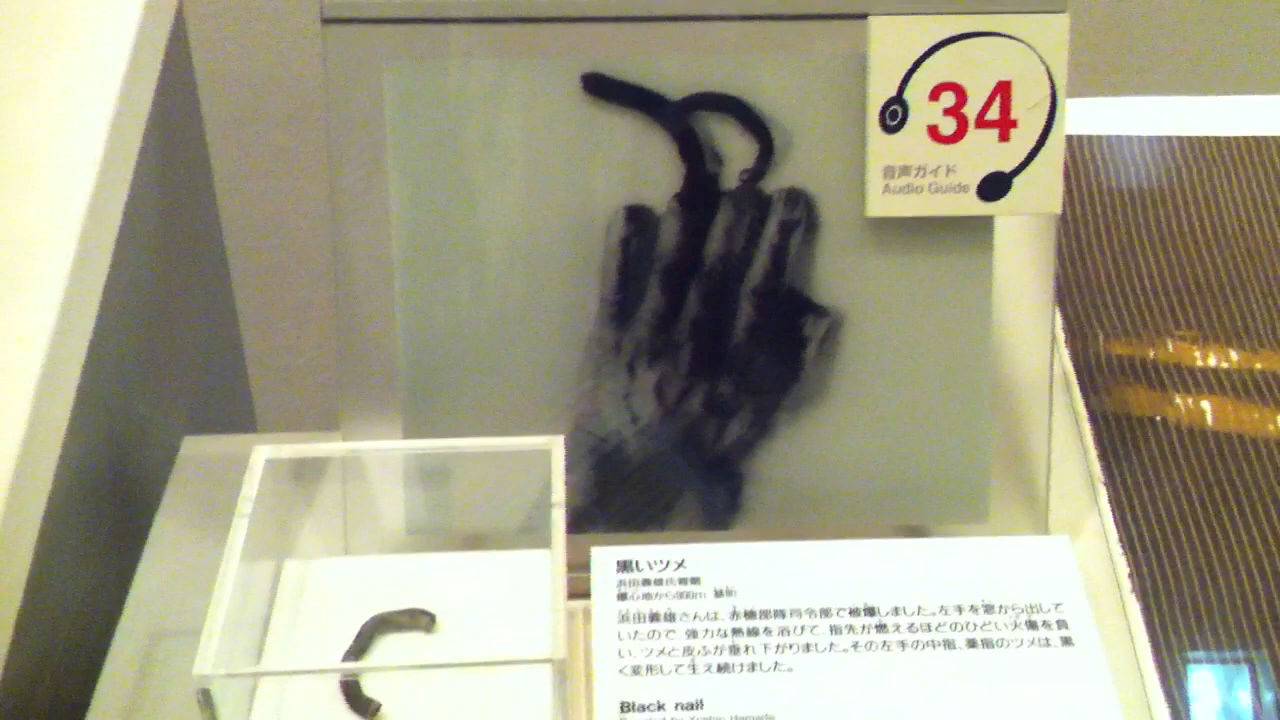 34
音声ガイド
Audio Guide
黒いツメ
浜田義雄氏寄贈
爆心地から900m 基町
浜田義雄さんは、赤穂部隊司令部で被爆しました。左手を窓から出して
いたので、強力な熱線を浴びて、指先が燃えるほどのひどい火傷を負
い、ツメと皮ふが垂れ下がりました。その左手の中指、薬指のツメは、黒
く変形して生え続けました。
Black nail
Donated by Hamada